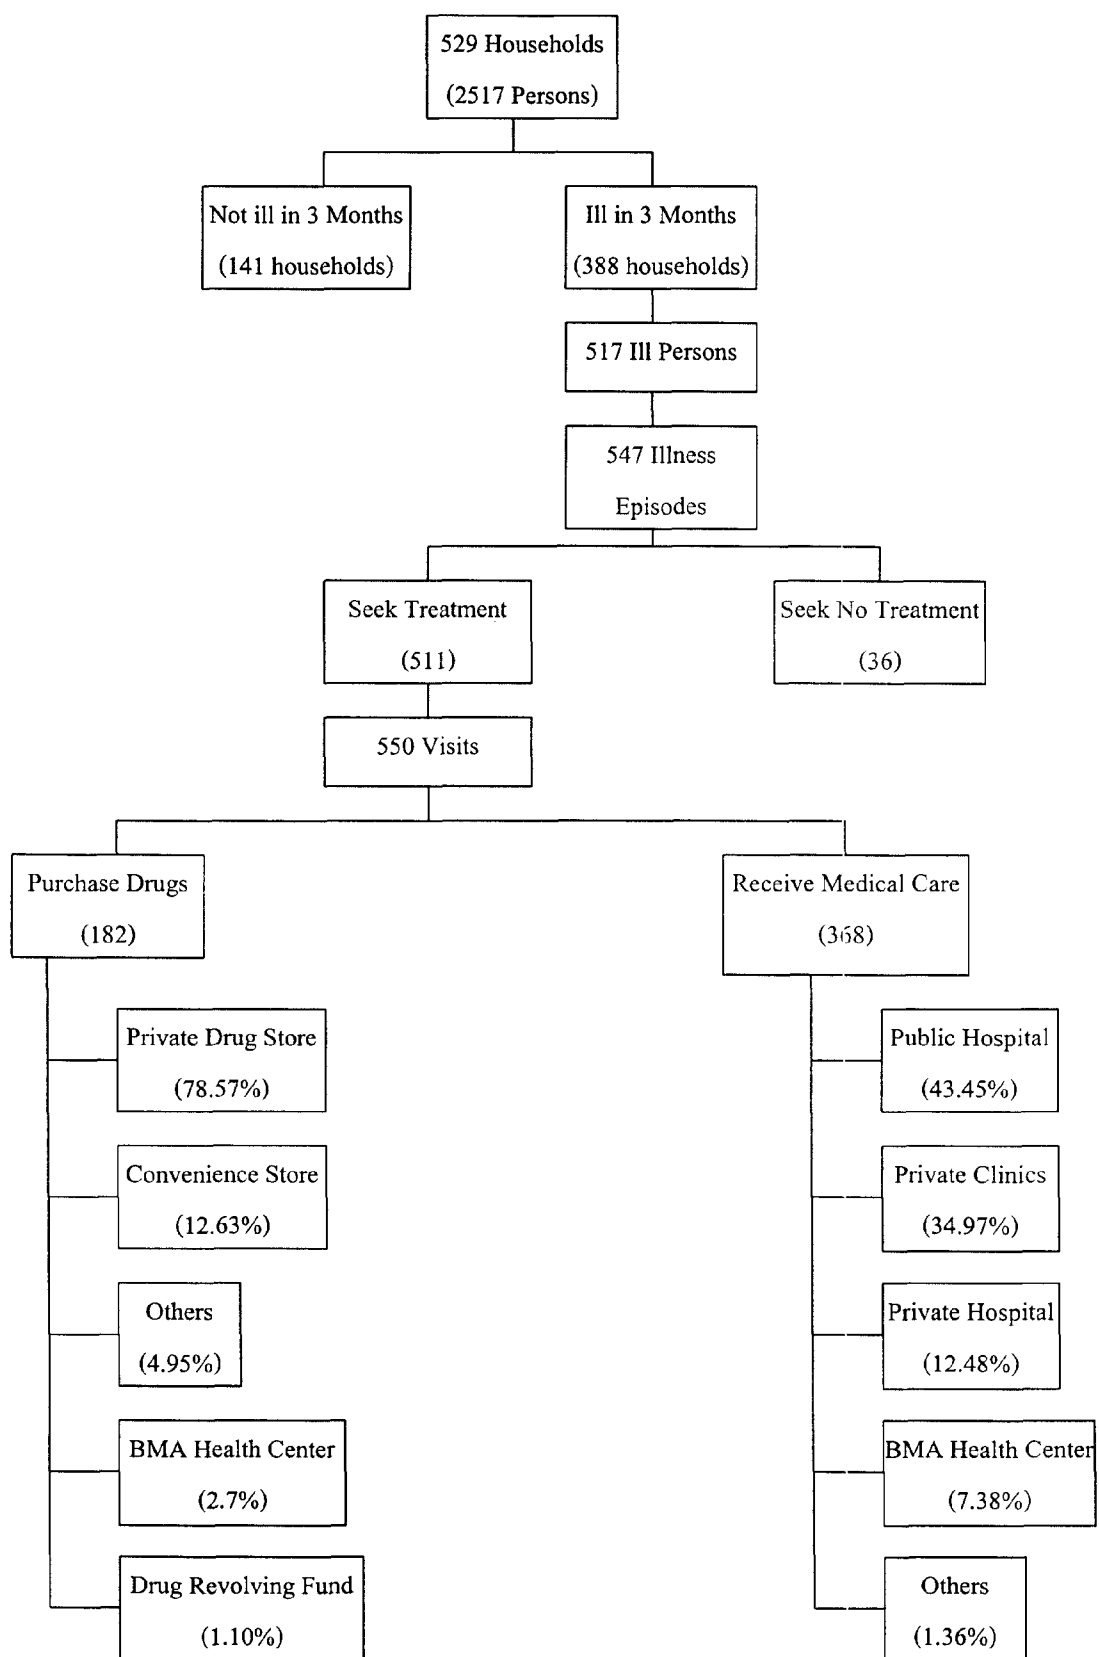 529 Households
(2517 Persons)
Not ill in 3 Months
(141 households)
Ill in 3 Months
(388 households)
517 Ill Persons
547 Illness
Episodes
Seek Treatment
(511)
Seek No Treatment
(36)
550 Visits
Purchase Drugs
(182)
Receive Medical Care
(368)
Private Drug Store
(78.57%)
Convenience Store
(12.63%)
Others
(4.95%)
BMA Health Center
(2.7%)
Drug Revolving Fund
(1.10%)
Public Hospital
(43.45%)
Private Clinics
(34.97%)
Private Hospital
(12.48%)
BMA Health Center
(7.38%)
Others
(1.36%)